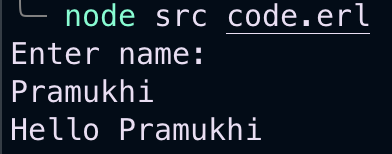 node src code.erl
Enter name:
Pramukhi
Hello Pramukhi